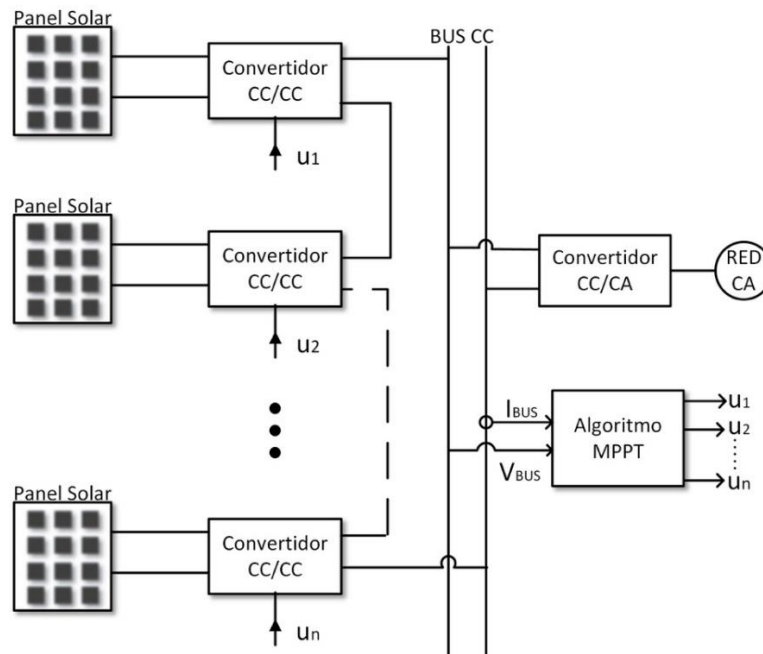 Panel Solar
Convertidor
CC/CC
u1
BUS CC
Panel Solar
Convertidor
CC/CC
u2
Convertidor
CC/CA
RED
CA
IBUS
VBUS
Algoritmo
MPPT
u1
u2
un
Panel Solar
Convertidor
CC/CC
un